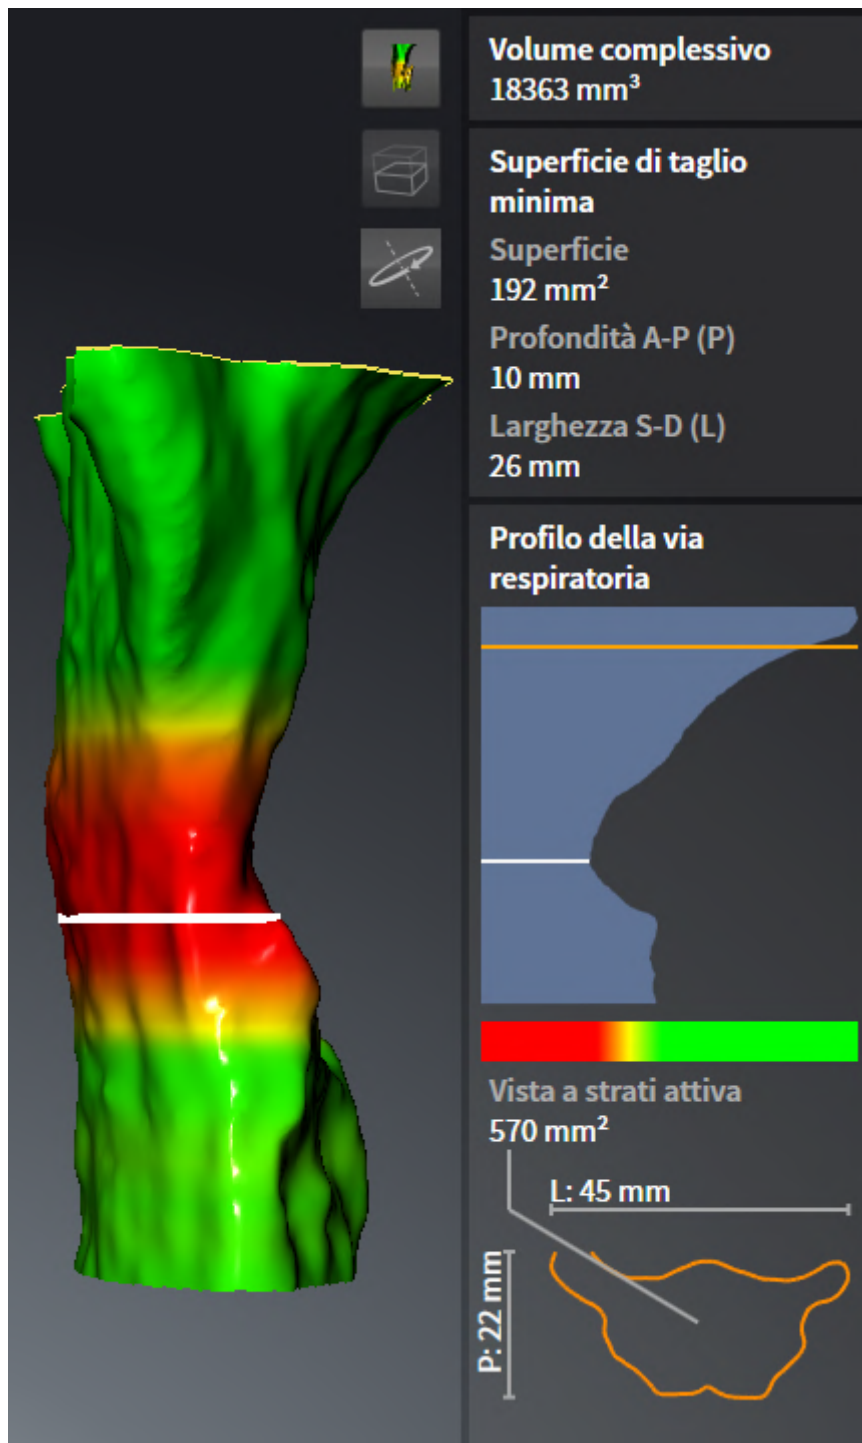 Volume complessivo
18363 mm³
Superficie di taglio
minima
Superficie
192 mm²
Profondità A-P (P)
10 mm
Larghezza S-D (L)
26 mm
Profilo della via
respiratoria
Vista a strati attiva
570 mm²
L: 45 mm
P: 22 mm